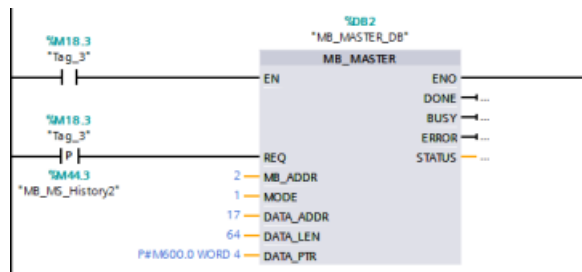 %DB2
"MB_MASTER_DB"
%M18.3
"Tag_3"
MB_MASTER
EN
ENO
DONE
...
BUSY
...
ERROR
...
%M18.3
"Tag_3"
P
REQ
STATUS
...
%M44.3
2
MB_ADDR
"MB_MS_History2"
1
MODE
17
DATA_ADDR
64
DATA_LEN
P#M600.0 WORD 4
DATA_PTR